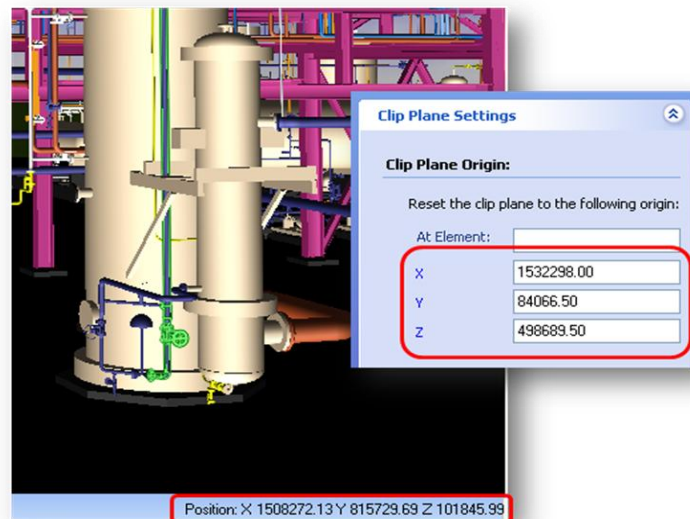 Clip Plane Settings
Clip Plane Origin:
Reset the clip plane to the following origin:
At Element:
X 1532298.00
Y 84066.50
Z 498689.50
Position: X 1508272.13 Y 815729.69 Z 101845.99